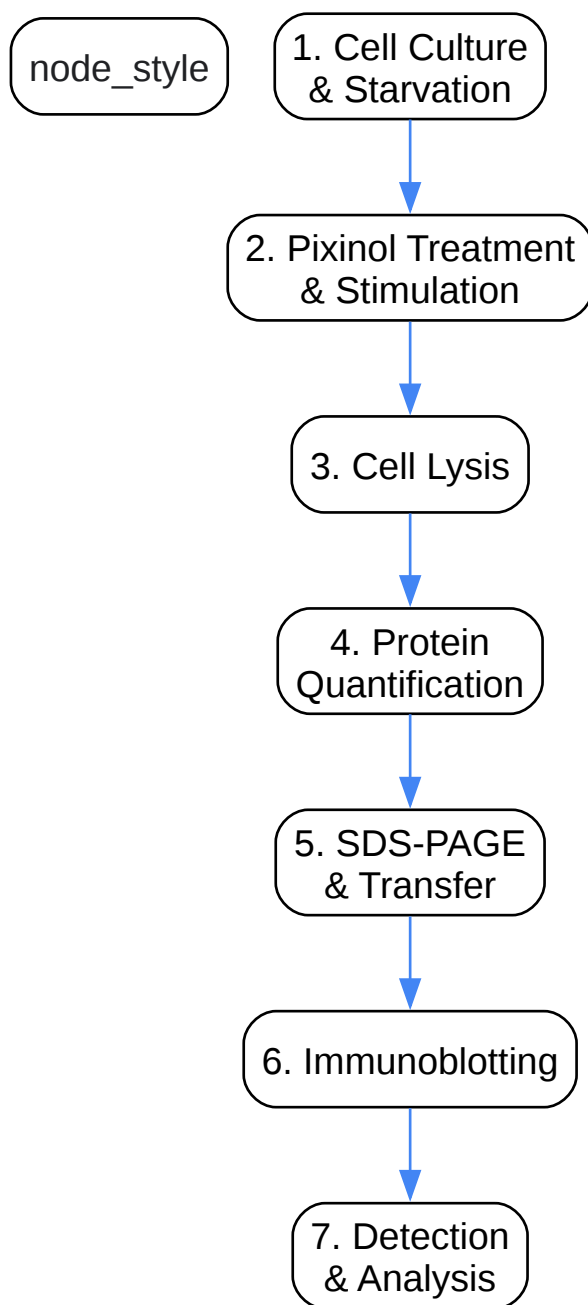 node_style
1. Cell Culture
& Starvation
2. Pixinol Treatment
& Stimulation
3. Cell Lysis
4. Protein
Quantification
5. SDS-PAGE
& Transfer
6. Immunoblotting
7. Detection
& Analysis